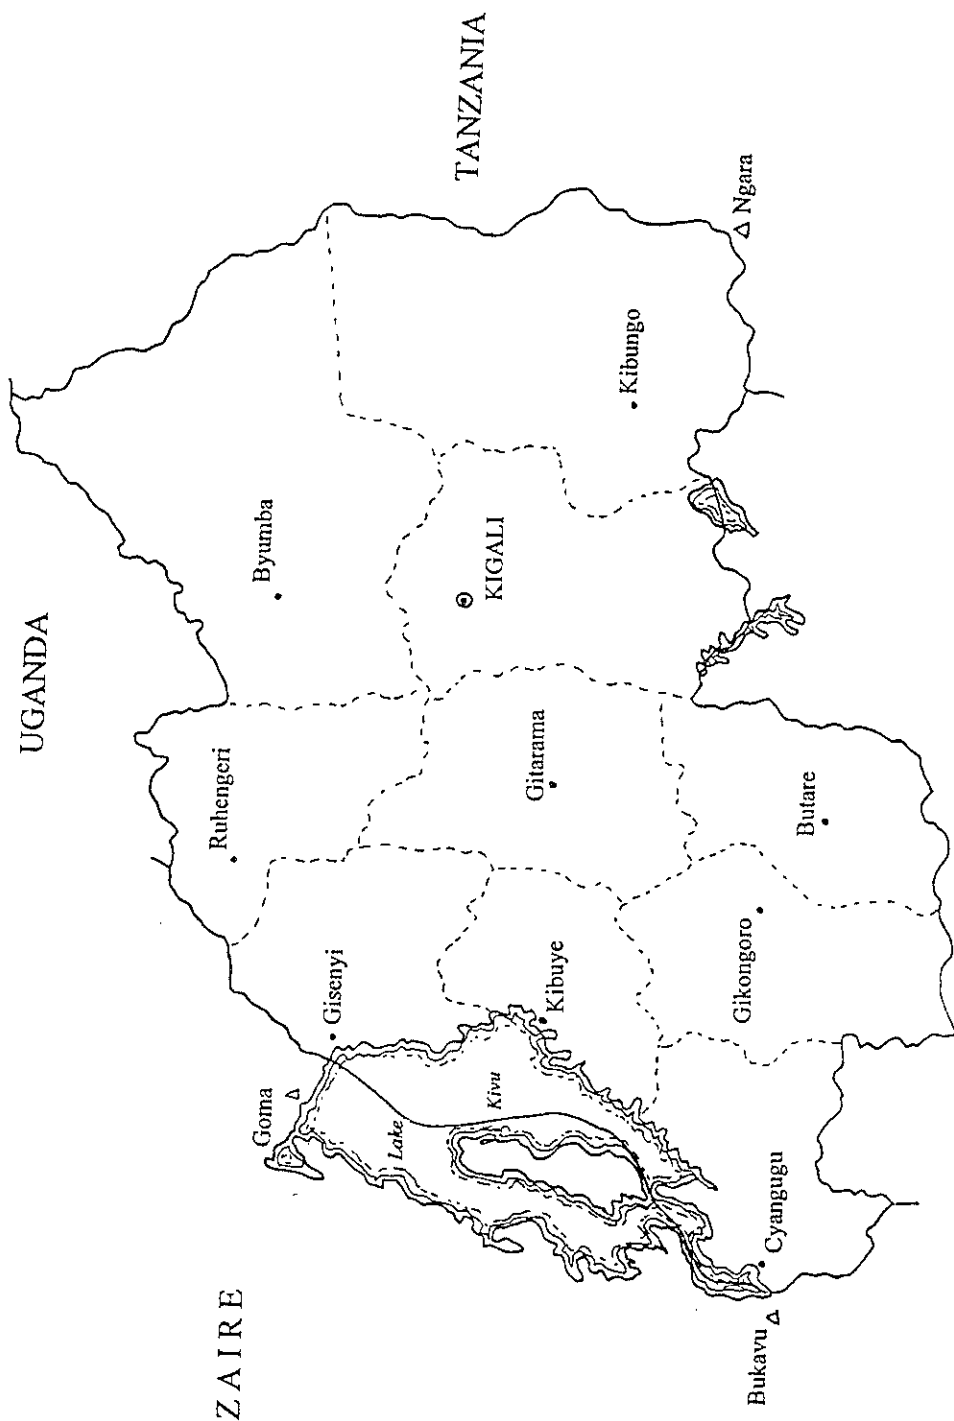 UGANDA
ZAIRE
TANZANIA
Goma
Ruhengeri
Byumba
Gisenyi
Lake
Kivu
KIGALI
Kibuye
Gitarama
Kibungo
Bukavu
Cyangugu
Gikongoro
Butare
Ngara